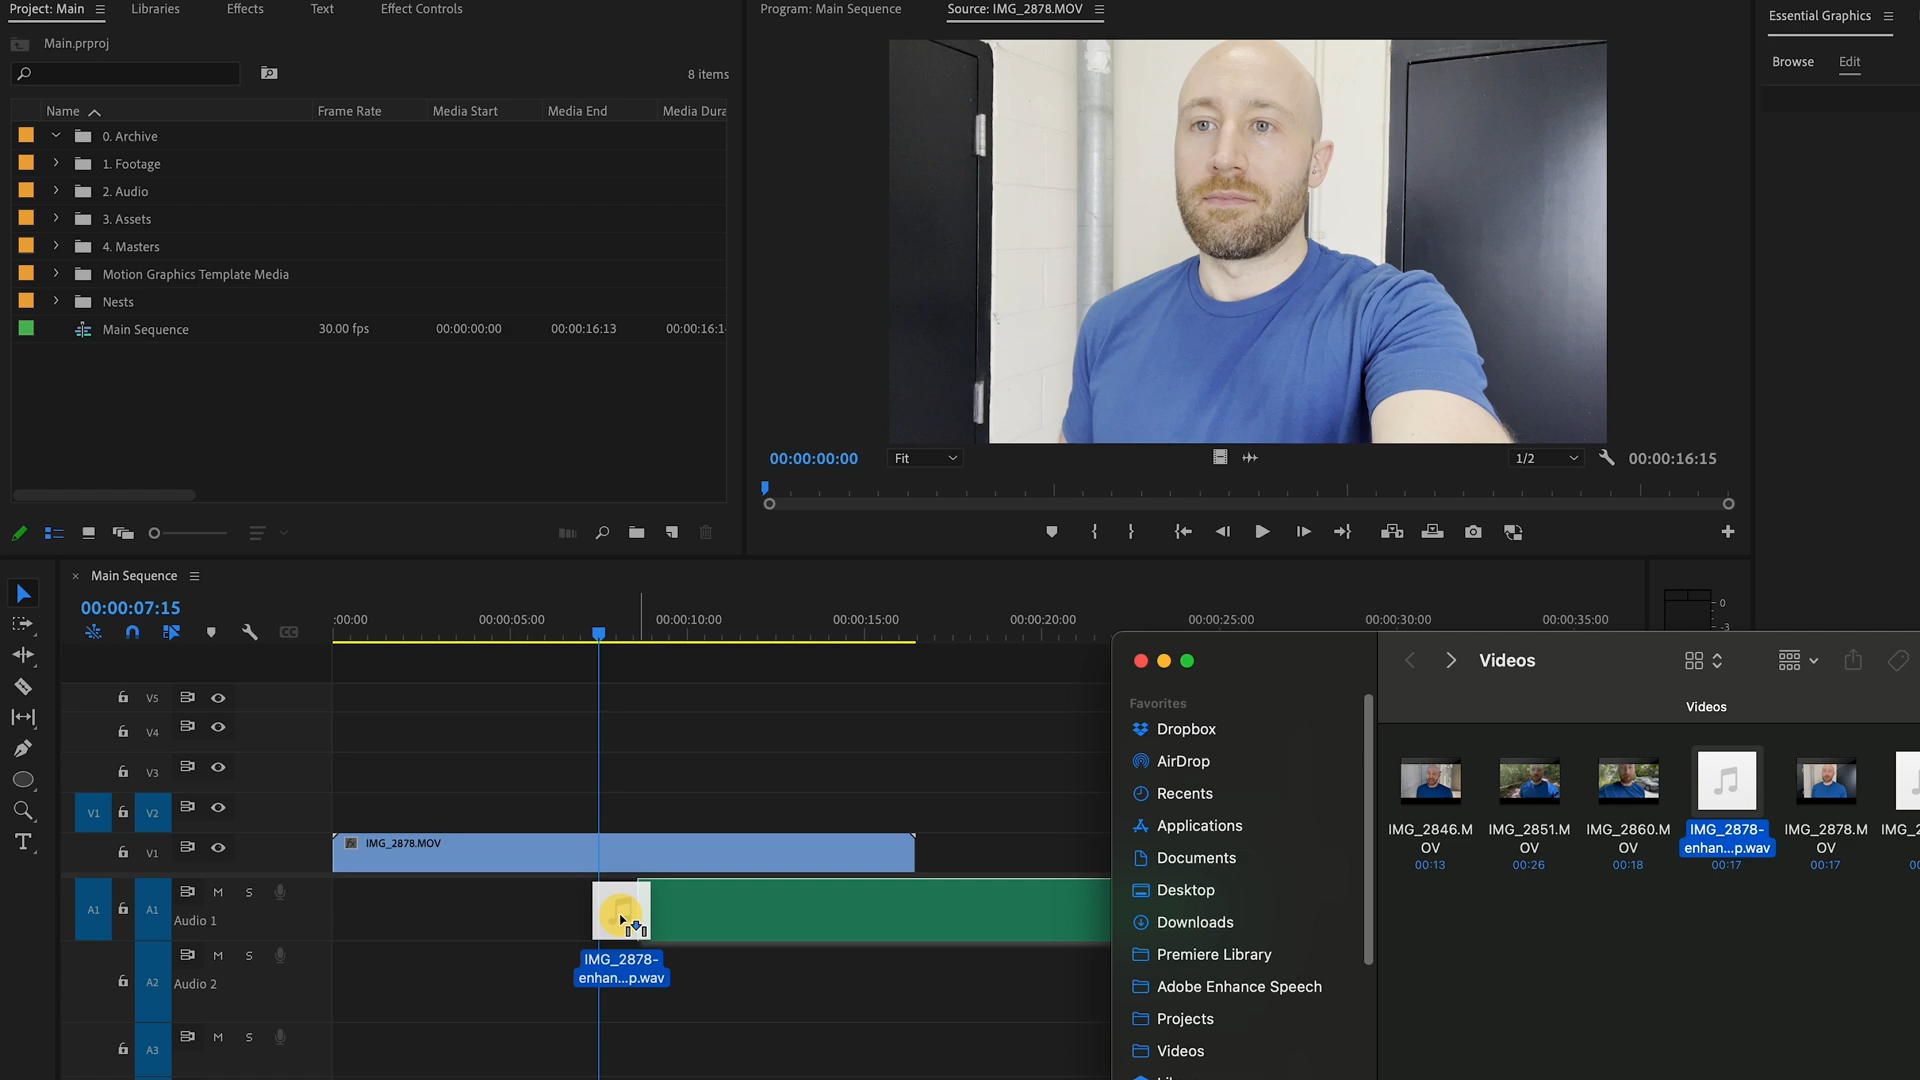 Project: Main
Libraries
Effects
Text
Effect Controls
Program: Main Sequence
Source: IMG_2878.MOV
Essential Graphics
Main.prproj
Browse
Edit
8 items
Name
Frame Rate
Media Start
Media End
Media Dura
0. Archive
1. Footage
2. Audio
3. Assets
4. Masters
Motion Graphics Template Media
Nests
Main Sequence
30.00 fps
00:00:00:00
00:00:16:13
00:00:16:1
00:00:00:00
Fit
1/2
00:00:16:15
Main Sequence
00:00:07:15
:00:00
00:00:05:00
00:00:10:00
00:00:15:00
00:00:20:00
00:00:25:00
00:00:30:00
00:00:35:00
0
-3
CC
V5
V4
V3
V1
V2
V1
IMG_2878.MOV
A1
A1
M
S
Audio 1
IMG_2878-
enhan...p.wav
A2
M
S
Audio 2
A3
M
S
Videos
Videos
Favorites
Dropbox
AirDrop
Recents
Applications
Documents
Desktop
Downloads
Premiere Library
Adobe Enhance Speech
Projects
Videos
IMG_2846.M
OV
00:13
IMG_2851.M
OV
00:26
IMG_2860.M
OV
00:18
IMG_2878-
enhan...p.wav
00:17
IMG_2878.M
OV
00:17